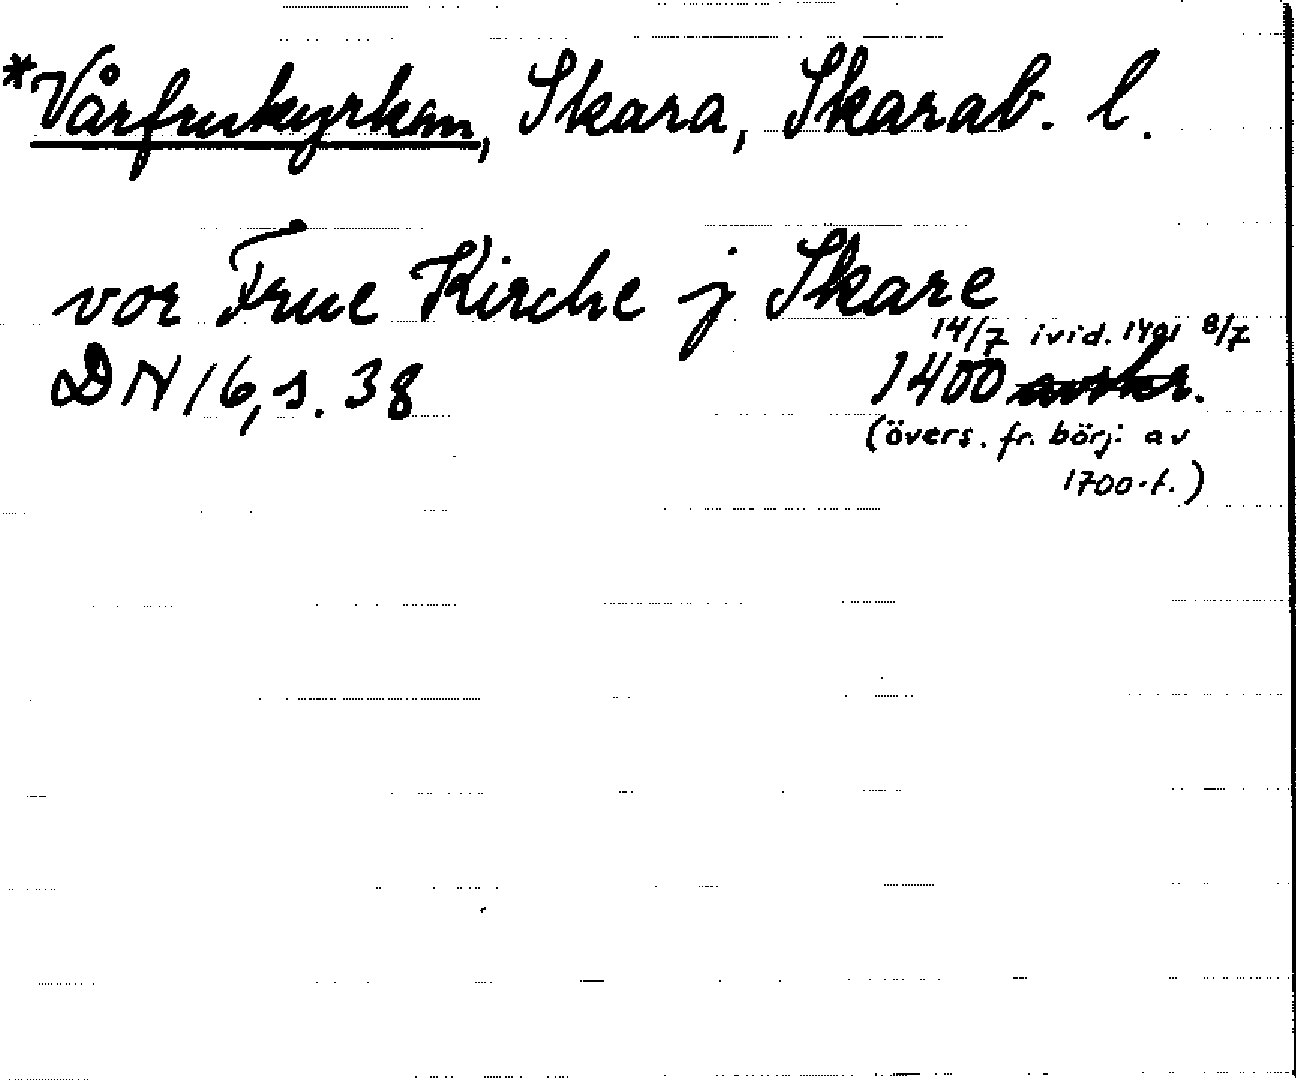 *Vårfrukyrkan, Skara, Skarab. l.
vor Frue Kirche j Skare
14/7 ivid. 1491 8/7
DN 16, s. 38 1400
(övers. fr. börj. av
1700-t.)